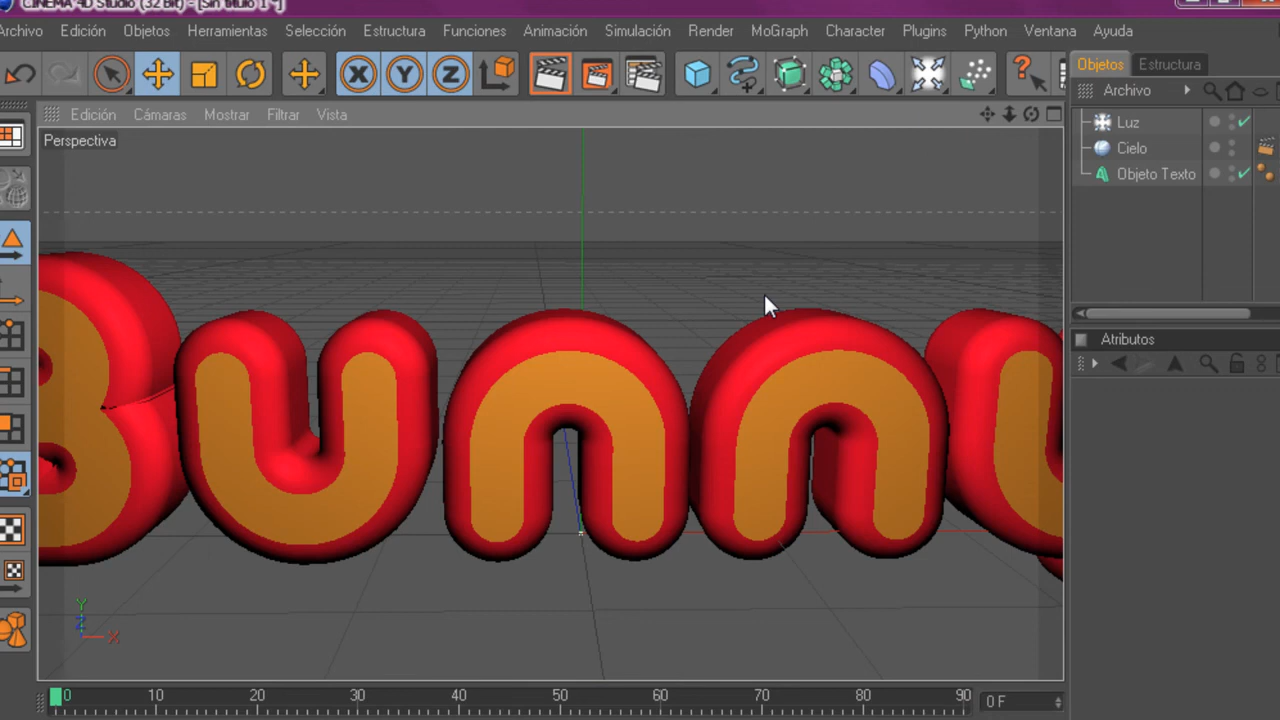 CINEMA 4D Studio (32 Bit) - [Sin título 1 *]
Archivo Edición Objetos Herramientas Selección Estructura Funciones Animación Simulación Render MoGraph Character Plugins Python Ventana Ayuda
X Y Z
Objetos Estructura
Archivo
Edición Cámaras Mostrar Filtrar Vista
Perspectiva
Luz
Cielo
Objeto Texto
Bunny
Atributos
Y
Z
X
0 10 20 30 40 50 60 70 80 90 0 F